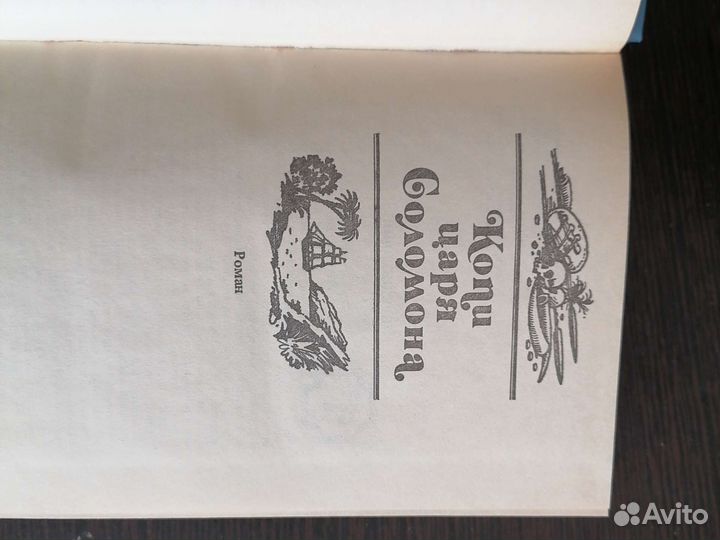 Копи
царя
Соломона
Роман
Avito